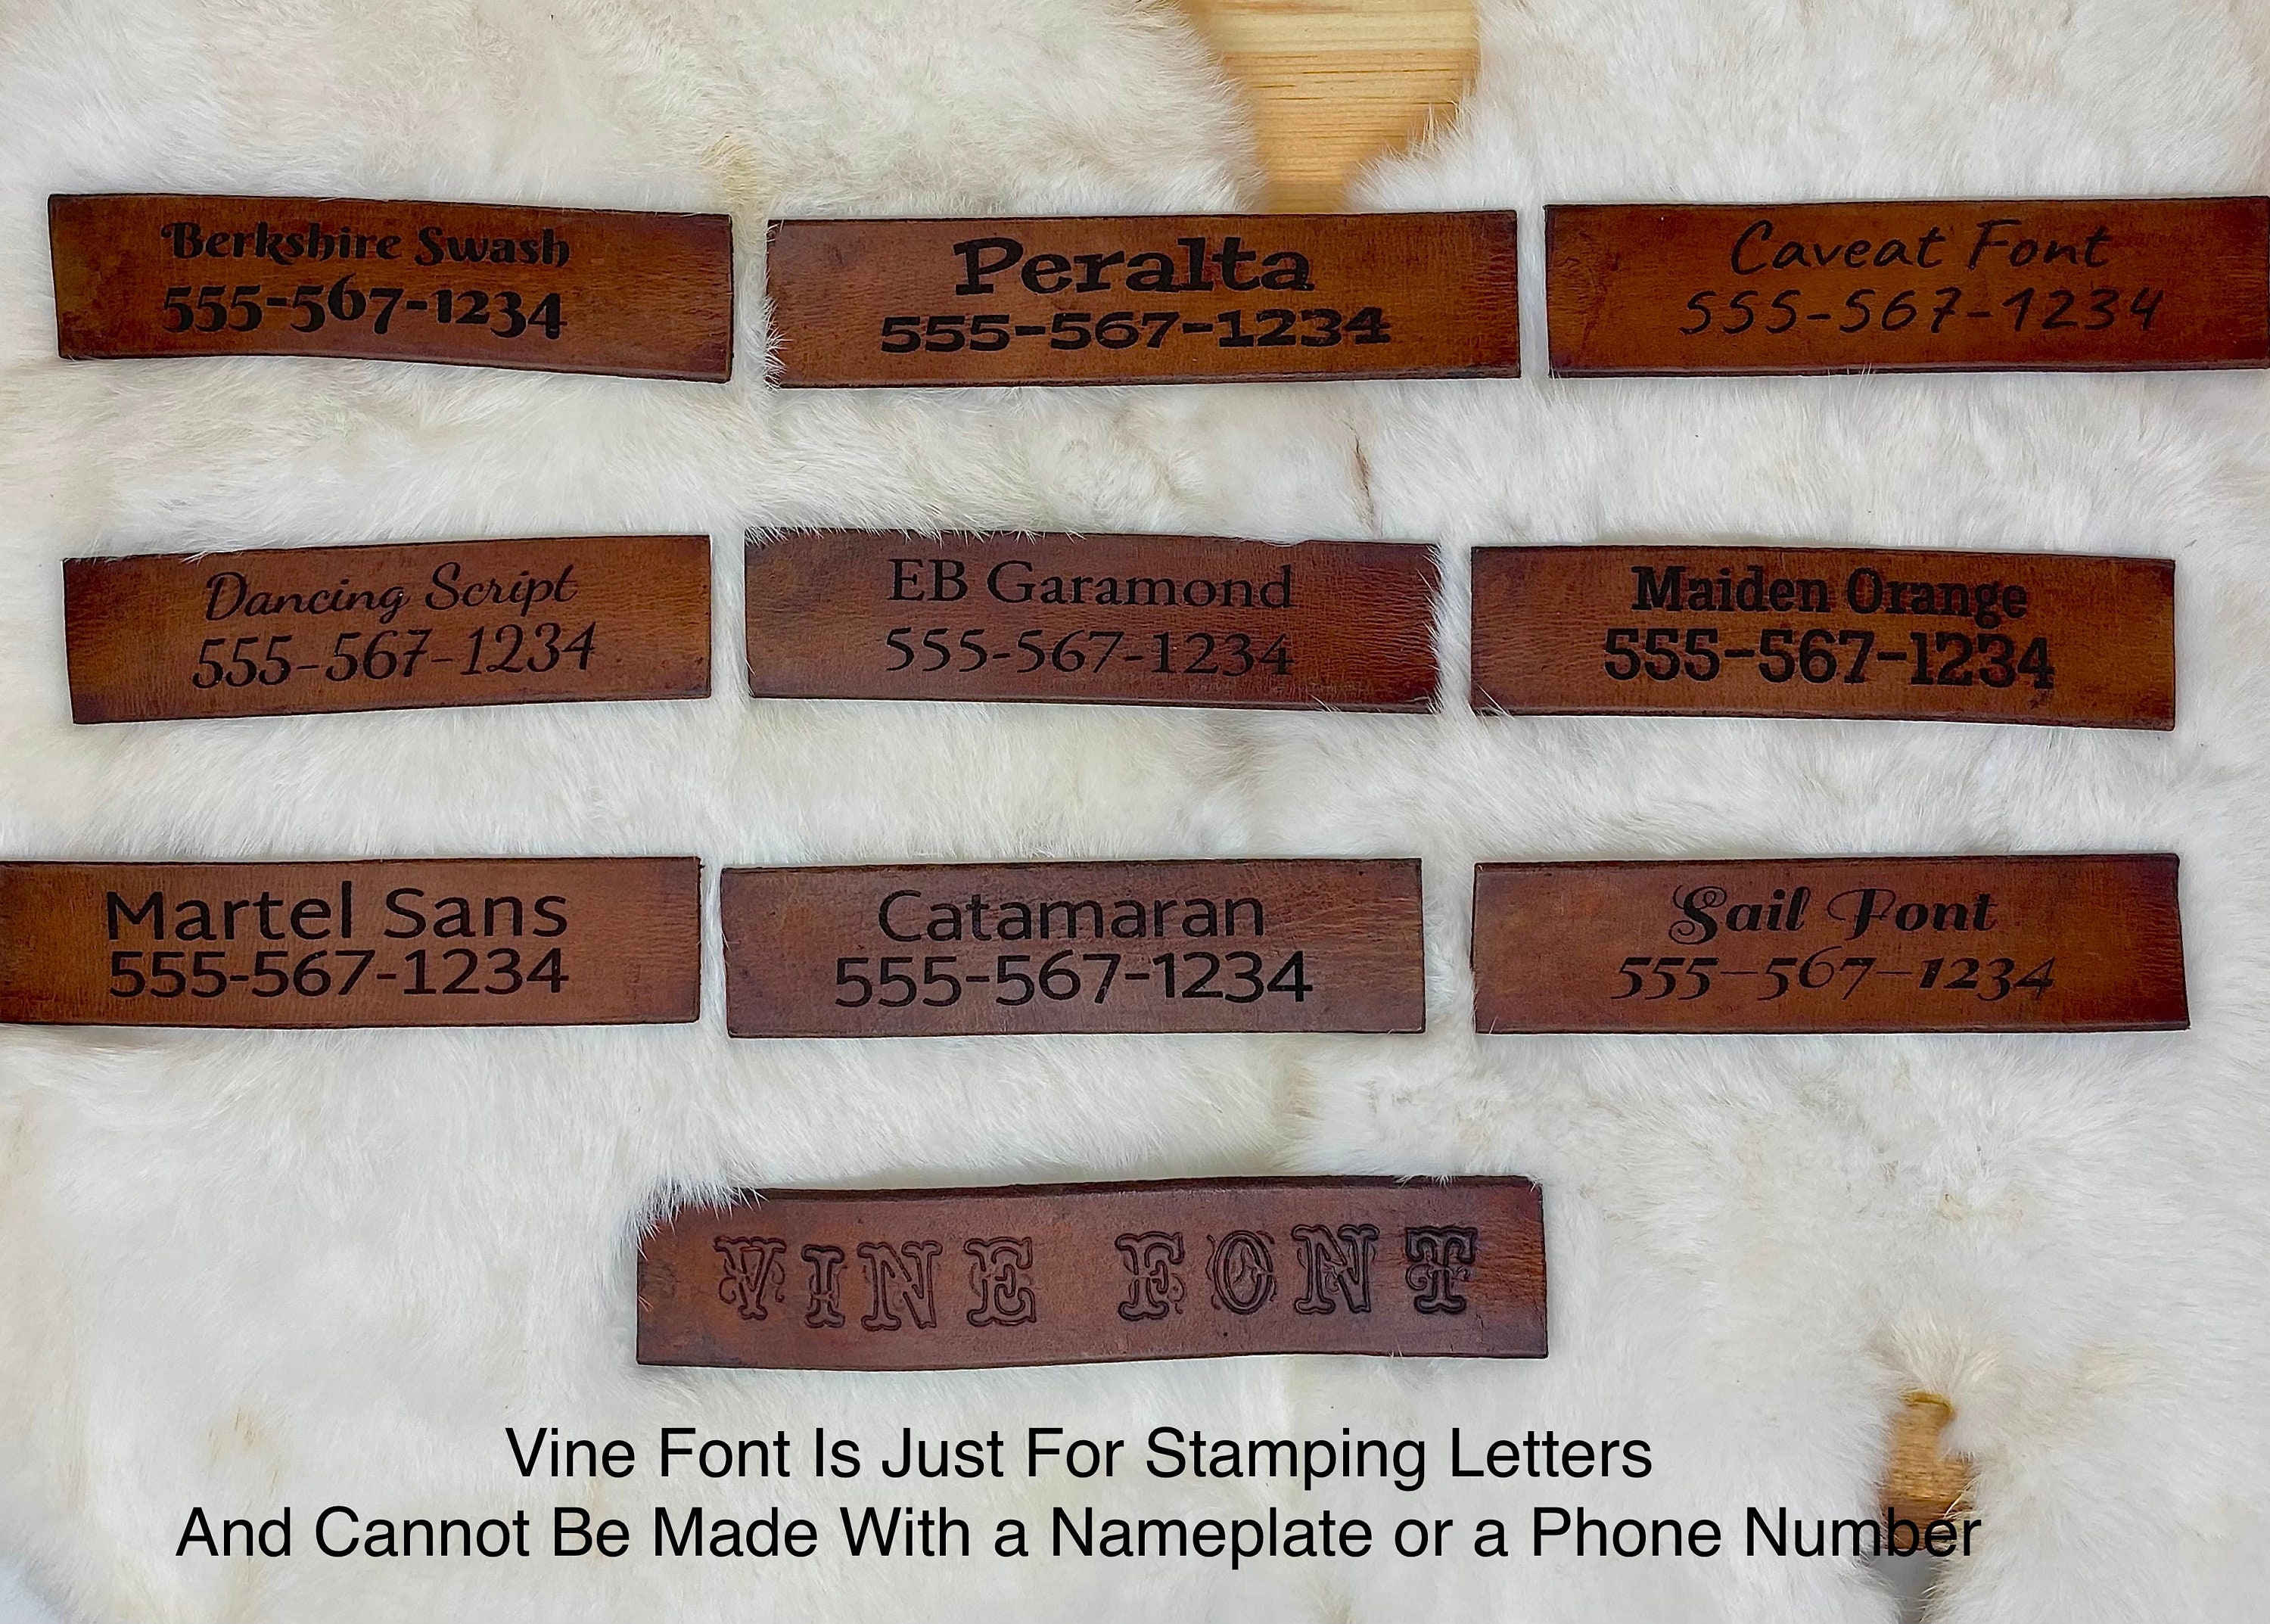 Berkshire Swash
555-567-1234
Peralta
555-567-1234
Caveat Font
555-567-1234
Dancing Script
555-567-1234
EB Garamond
555-567-1234
Maiden Orange
555-567-1234
Martel Sans
555-567-1234
Catamaran
555-567-1234
Sail Font
555-567-1234
VINE FONT
Vine Font Is Just For Stamping Letters
And Cannot Be Made With a Nameplate or a Phone Number